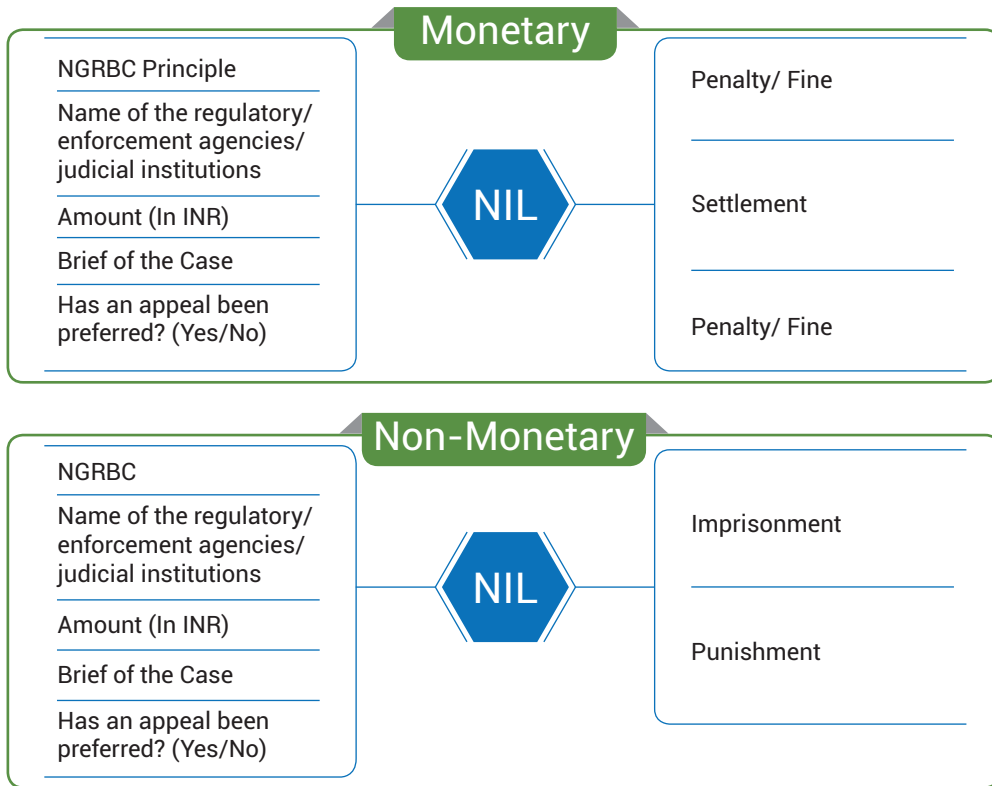 Monetary
NGRBC Principle
Name of the regulatory/
enforcement agencies/
judicial institutions
Amount (In INR)
Brief of the Case
Has an appeal been
preferred? (Yes/No)
NIL
Penalty/ Fine
Settlement
Penalty/ Fine
Non-Monetary
NGRBC
Name of the regulatory/
enforcement agencies/
judicial institutions
Amount (In INR)
Brief of the Case
Has an appeal been
preferred? (Yes/No)
NIL
Imprisonment
Punishment